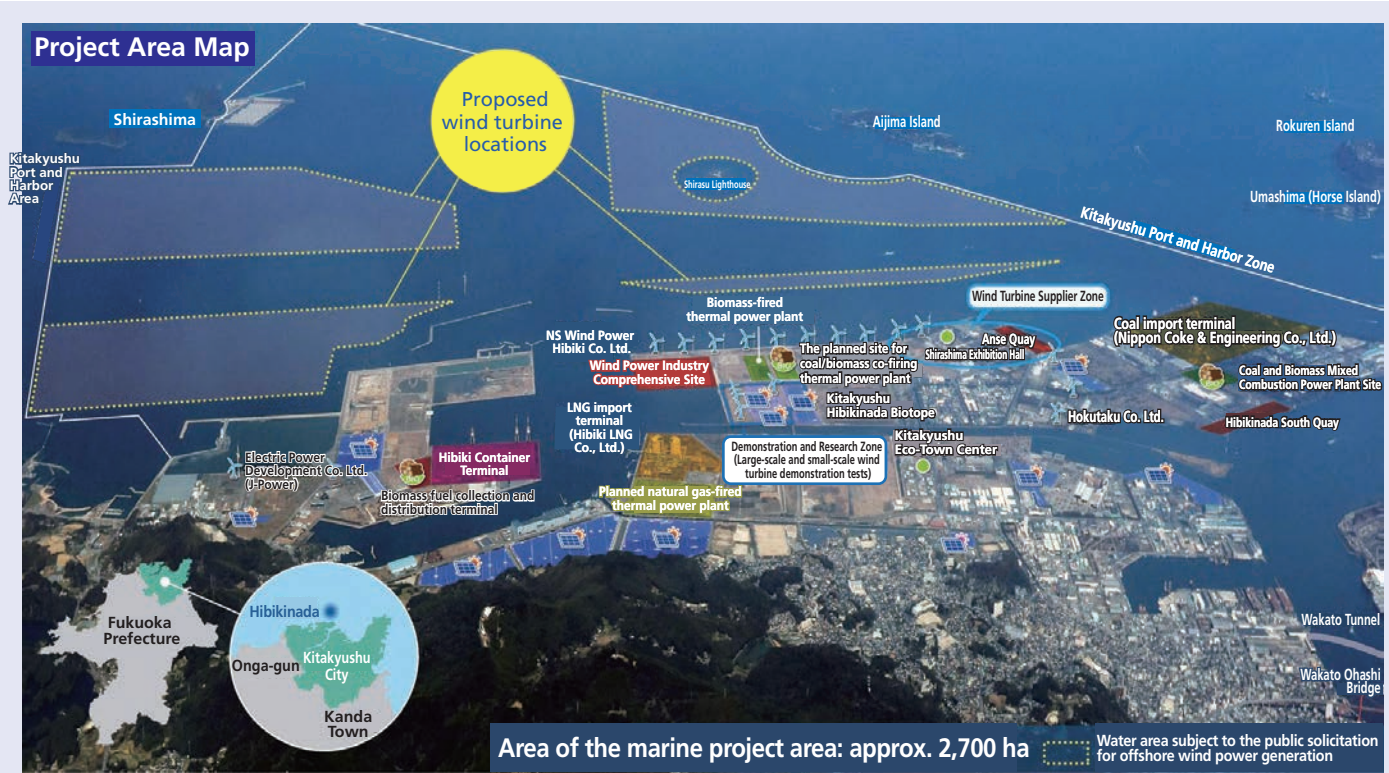 Project Area Map
Proposed
wind turbine
locations
Shirashima
Aijima Island
Rokuren Island
Kitakyushu
Port and
Harbor
Area
Shirasu Lighthouse
Umashima (Horse Island)
Kitakyushu Port and Harbor Zone
Biomass-fired
thermal power plant
Wind Turbine Supplier Zone
NS Wind Power
Hibiki Co. Ltd.
Wind Power Industry
Comprehensive Site
The planned site for
coal/biomass co-firing
thermal power plant
Anse Quay
Shirashima Exhibition Hall
Coal import terminal
(Nippon Coke & Engineering Co., Ltd.)
Coal and Biomass Mixed
Combustion Power Plant Site
LNG import
terminal
(Hibiki LNG
Co., Ltd.)
Kitakyushu
Hibikinada Biotope
Hokutaku Co. Ltd.
Hibikinada South Quay
Electric Power
Development Co. Ltd.
(J-Power)
Hibiki Container
Terminal
Demonstration and Research Zone
(Large-scale and small-scale wind
turbine demonstration tests)
Kitakyushu
Eco-Town Center
Biomass fuel collection and
distribution terminal
Planned natural gas-fired
thermal power plant
Fukuoka
Prefecture
Hibikinada
Onga-gun
Kitakyushu
City
Kanda
Town
Wakato Tunnel
Wakato Ohashi
Bridge
Area of the marine project area: approx. 2,700 ha
Water area subject to the public solicitation
for offshore wind power generation